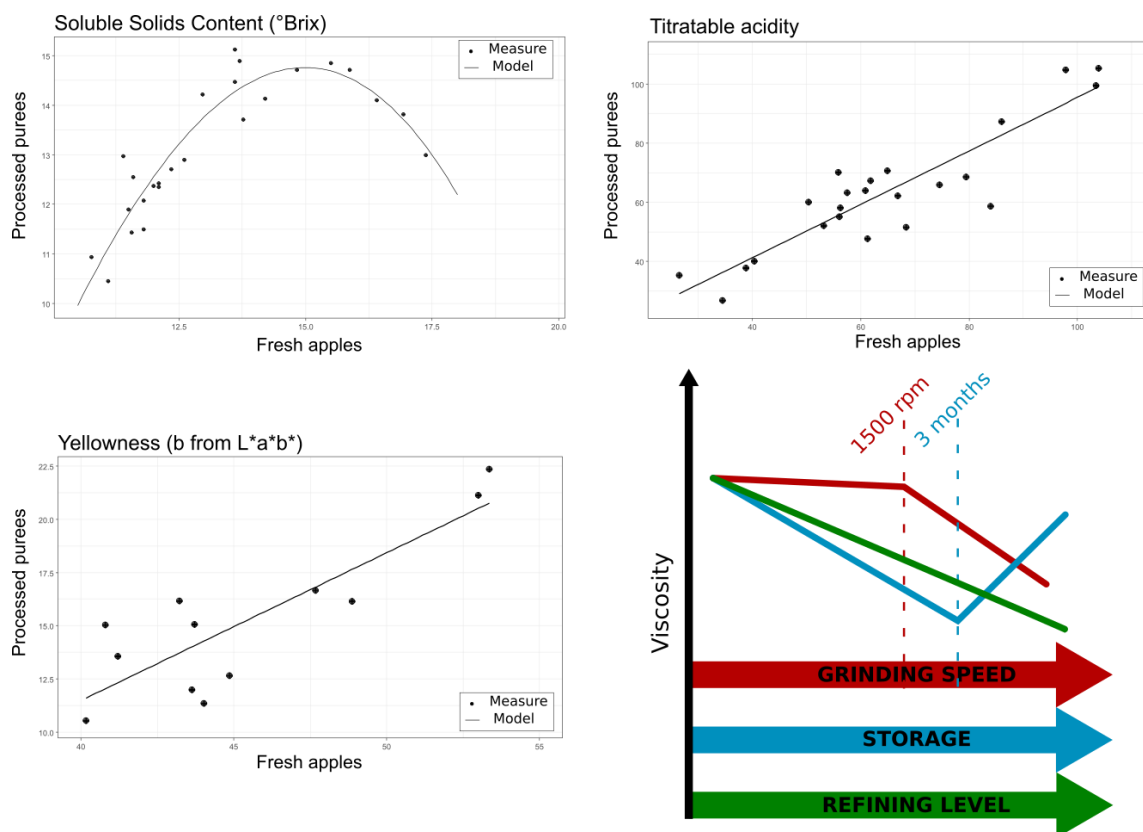 Soluble Solids Content (°Brix)
Processed purees
15
14
13
12
11
10
Measure
Model
12.5
15.0
17.5
20.0
Fresh apples
Titratable acidity
Processed purees
100
80
60
40
Measure
Model
40
60
80
100
Fresh apples
Yellowness (b from L*a*b*)
Processed purees
22.5
20.0
17.5
15.0
12.5
10.0
Measure
Model
40
45
50
55
Fresh apples
Viscosity
1500 rpm
3 months
GRINDING SPEED
STORAGE
REFINING LEVEL